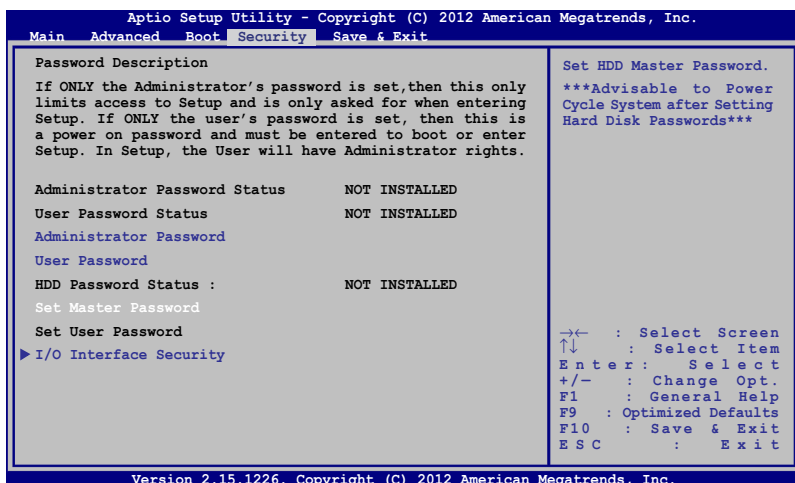 Aptio Setup Utility - Copyright (C) 2012 American Megatrends, Inc.
Main Advanced Boot Security Save & Exit
Password Description
If ONLY the Administrator's password is set,then this only
limits access to Setup and is only asked for when entering
Setup. If ONLY the user's password is set, then this is
a power on password and must be entered to boot or enter
Setup. In Setup, the User will have Administrator rights.
Administrator Password Status NOT INSTALLED
User Password Status NOT INSTALLED
Administrator Password
User Password
HDD Password Status : NOT INSTALLED
Set Master Password
Set User Password
I/O Interface Security
Set HDD Master Password.
***Advisable to Power
Cycle System after Setting
Hard Disk Passwords***
→← : Select Screen
↑↓ : Select Item
Enter: Select
+/— : Change Opt.
F1 : General Help
F9 : Optimized Defaults
F10 : Save & Exit
ESC : Exit
Version 2.15.1226. Copyright (C) 2012 American Megatrends, Inc.